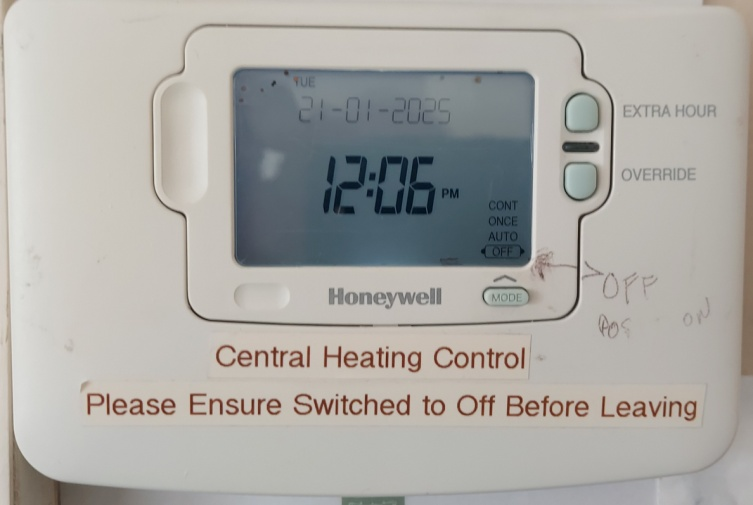 TUE
21-01-2025
EXTRA HOUR
12:06 PM
OVERRIDE
CONT
ONCE
AUTO
OFF
Honeywell
MODE
OFF
ON
Central Heating Control
Please Ensure Switched to Off Before Leaving